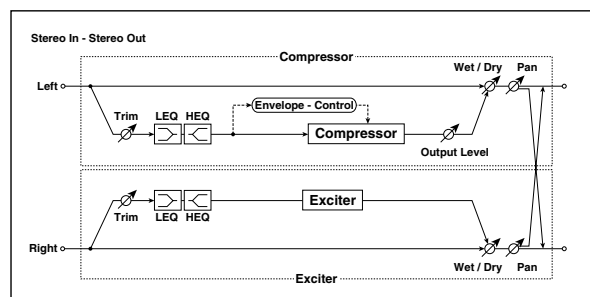 Stereo In - Stereo Out
Compressor
Wet / Dry Pan
Left
Trim LEQ HEQ
Envelope - Control
Compressor
Output Level
Exciter
Trim LEQ HEQ
Right
Wet / Dry Pan
Exciter